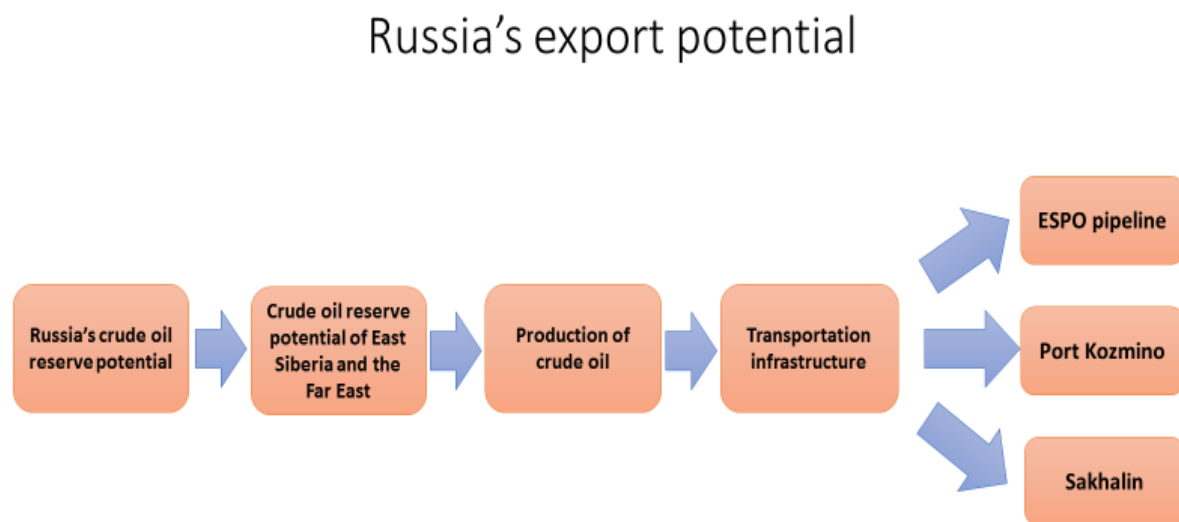 Russia’s export potential
Russia’s crude oil
reserve potential
Crude oil reserve
potential of East
Siberia and the
Far East
Production of
crude oil
Transportation
infrastructure
ESPO pipeline
Port Kozmino
Sakhalin